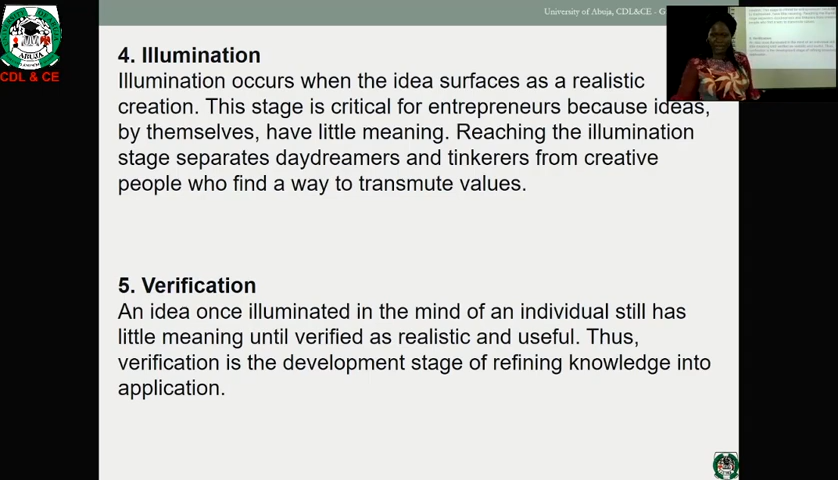 University of Abuja, CDL&CE - G
ABUJA
CDL & CE
4. Illumination
Illumination occurs when the idea surfaces as a realistic
creation. This stage is critical for entrepreneurs because ideas,
by themselves, have little meaning. Reaching the illumination
stage separates daydreamers and tinkerers from creative
people who find a way to transmute values.
5. Verification
An idea once illuminated in the mind of an individual still has
little meaning until verified as realistic and useful. Thus,
verification is the development stage of refining knowledge into
application.